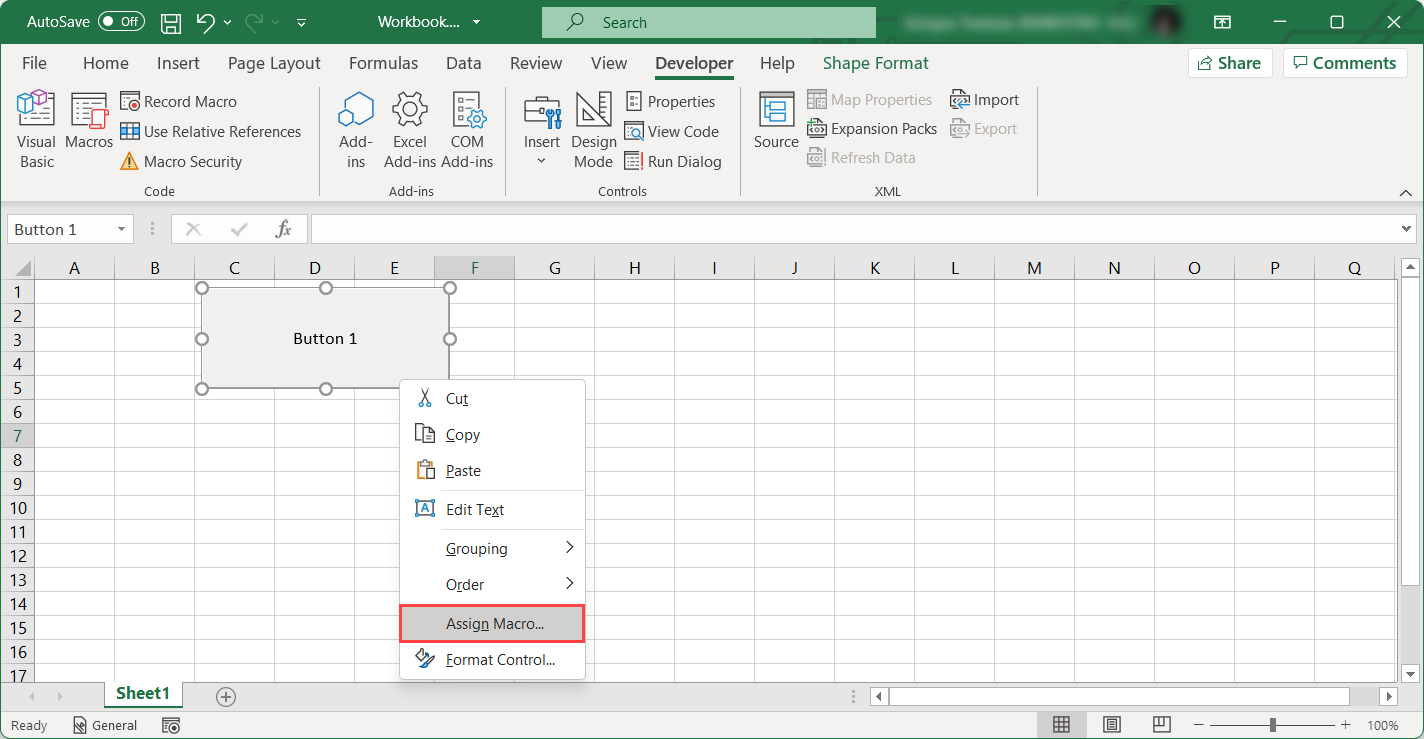 AutoSave Off Workbook.... Search
File Home Insert Page Layout Formulas Data Review View Developer Help Shape Format Share Comments
Visual Basic
Macros
Record Macro
Use Relative References
Macro Security
Code
Add-ins
Excel Add-ins
COM Add-ins
Add-ins
Insert
Design Mode
Properties
View Code
Run Dialog
Controls
Source
Map Properties
Expansion Packs
Refresh Data
Import
Export
XML
Button 1 fx
A B C D E F G H I J K L M N O P Q
1
2
3
4
5
6
7
8
9
10
11
12
13
14
15
16
17
Button 1
Cut
Copy
Paste
A Edit Text
Grouping
Order
Assign Macro...
Format Control...
Sheet1
Ready General 100%